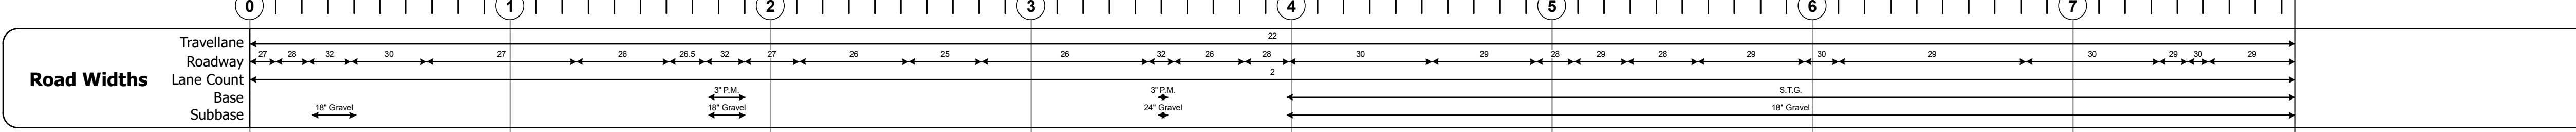 0 1 2 3 4 5 6 7
Road Widths
Travellane 22
Roadway 27 28 32 30 27 26 26.5 32 27 26 25 26 32 26 28 30 29 28 29 28 29 30 29 30 29 30 29
Lane Count 2
Base 3" P.M. 3" P.M. S.T.G.
Subbase 18" Gravel 18" Gravel 24" Gravel 18" Gravel